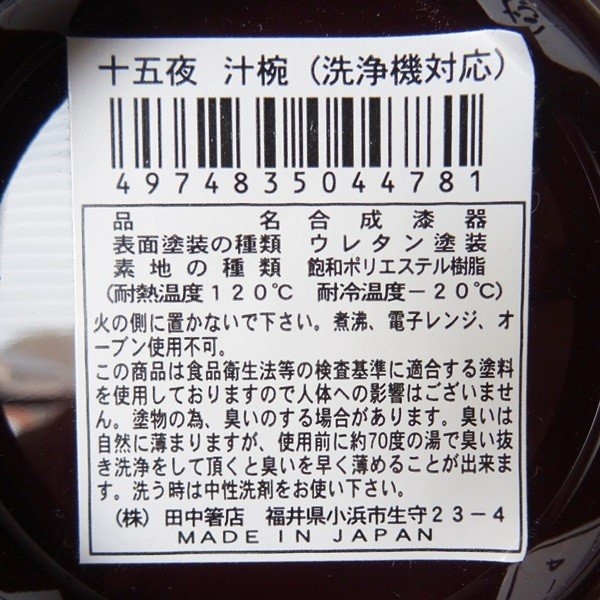 十五夜 汁椀（洗浄機対応）
4974835044781
品名 合成漆器
表面塗装の種類 ウレタン塗装
素地の種類 飽和ポリエステル樹脂
(耐熱温度120℃ 耐冷温度-20℃)
火の側に置かないで下さい。煮沸、電子レンジ、オ
ーブン使用不可。
この商品は食品衛生法等の検査基準に適合する塗料
を使用しておりますので人体への影響はございませ
ん。塗物の為、臭いのする場合があります。臭いは
自然に薄まりますが、使用前に約70度の湯で臭い抜
き洗浄をして頂くと臭いを早く薄めることが出来ま
す。洗う時は中性洗剤をお使い下さい。
（株） 田中箸店 福井県小浜市生守23-4
MADE IN JAPAN